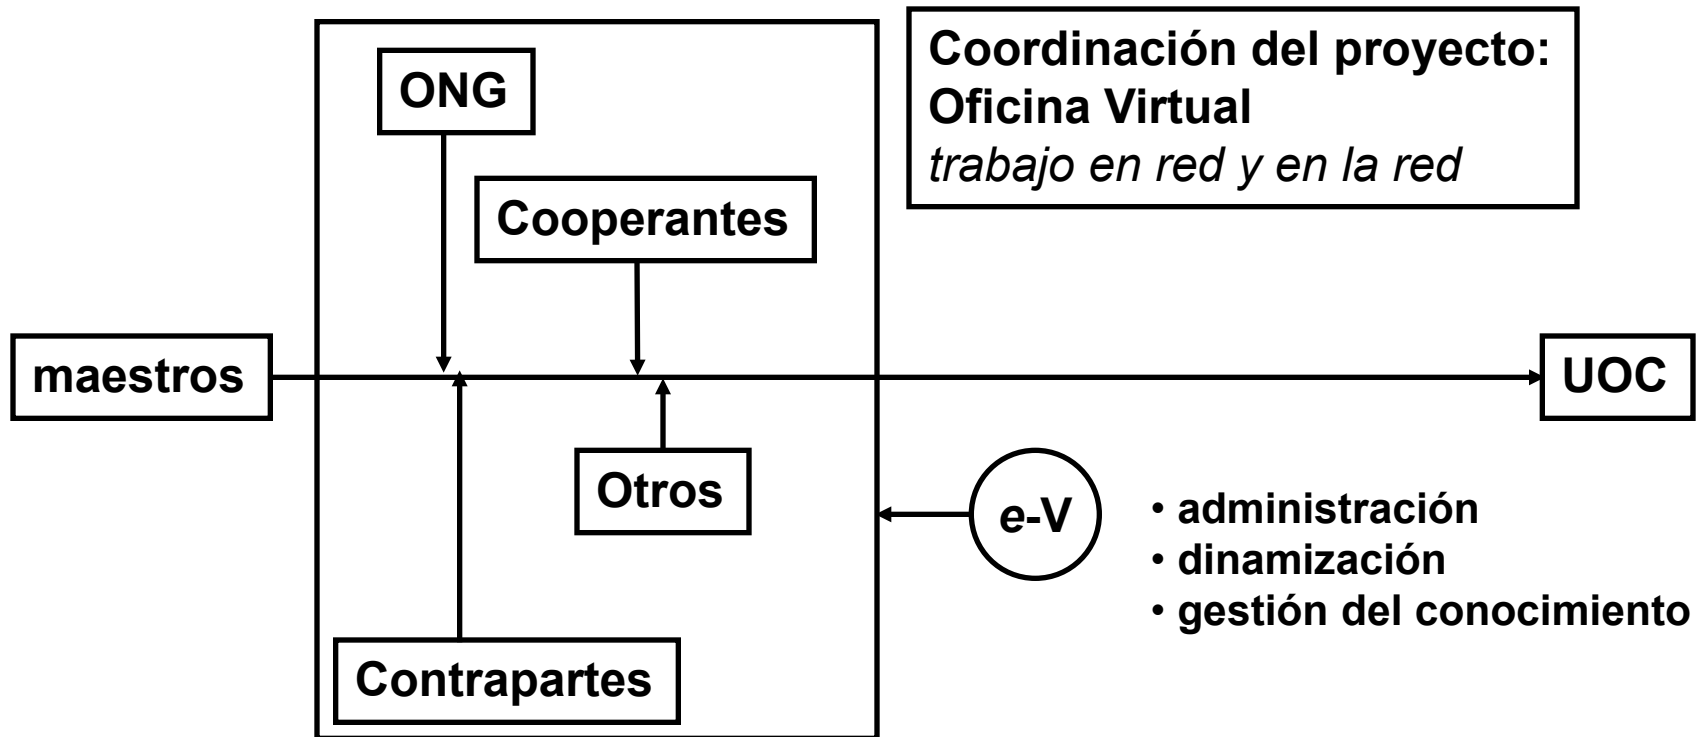 ONG
Coordinación del proyecto:
Oficina Virtual
trabajo en red y en la red
Cooperantes
maestros
UOC
Otros
e-V
• administración
• dinamización
• gestión del conocimiento
Contrapartes